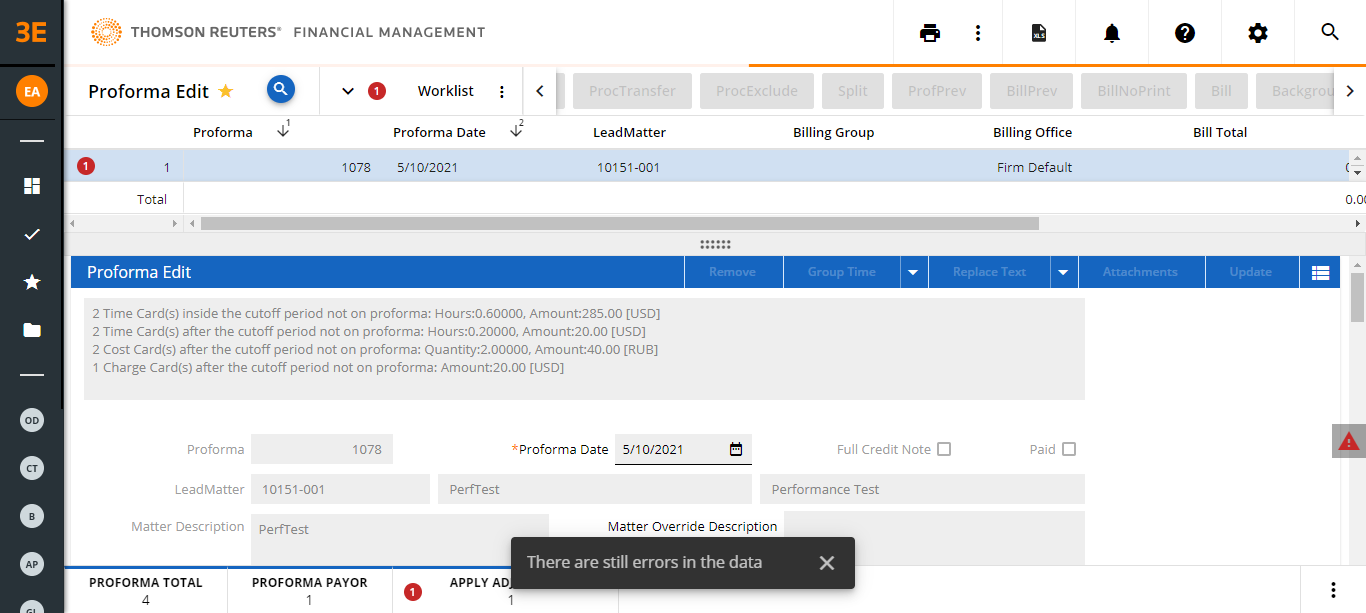 3E
THOMSON REUTERS® FINANCIAL MANAGEMENT
XLS
EA
Proforma Edit
1
Worklist
ProcTransfer
ProcExclude
Split
ProfPrev
BillPrev
BillNoPrint
Bill
Backgrou
Proforma 1
Proforma Date 2
LeadMatter
Billing Group
Billing Office
Bill Total
1 1 1078 5/10/2021 10151-001 Firm Default
Total 0.00
Proforma Edit
Remove
Group Time
Replace Text
Attachments
Update
2 Time Card(s) inside the cutoff period not on proforma: Hours:0.60000, Amount:285.00 [USD]
2 Time Card(s) after the cutoff period not on proforma: Hours:0.20000, Amount:20.00 [USD]
2 Cost Card(s) after the cutoff period not on proforma: Quantity:2.00000, Amount:40.00 [RUB]
1 Charge Card(s) after the cutoff period not on proforma: Amount:20.00 [USD]
Proforma 1078 *Proforma Date 5/10/2021 Full Credit Note Paid
LeadMatter 10151-001 PerfTest Performance Test
Matter Description PerfTest Matter Override Description
There are still errors in the data
OD
CT
B
AP
GL
PROFORMA TOTAL
4
PROFORMA PAYOR
1
1
APPLY ADJ
1